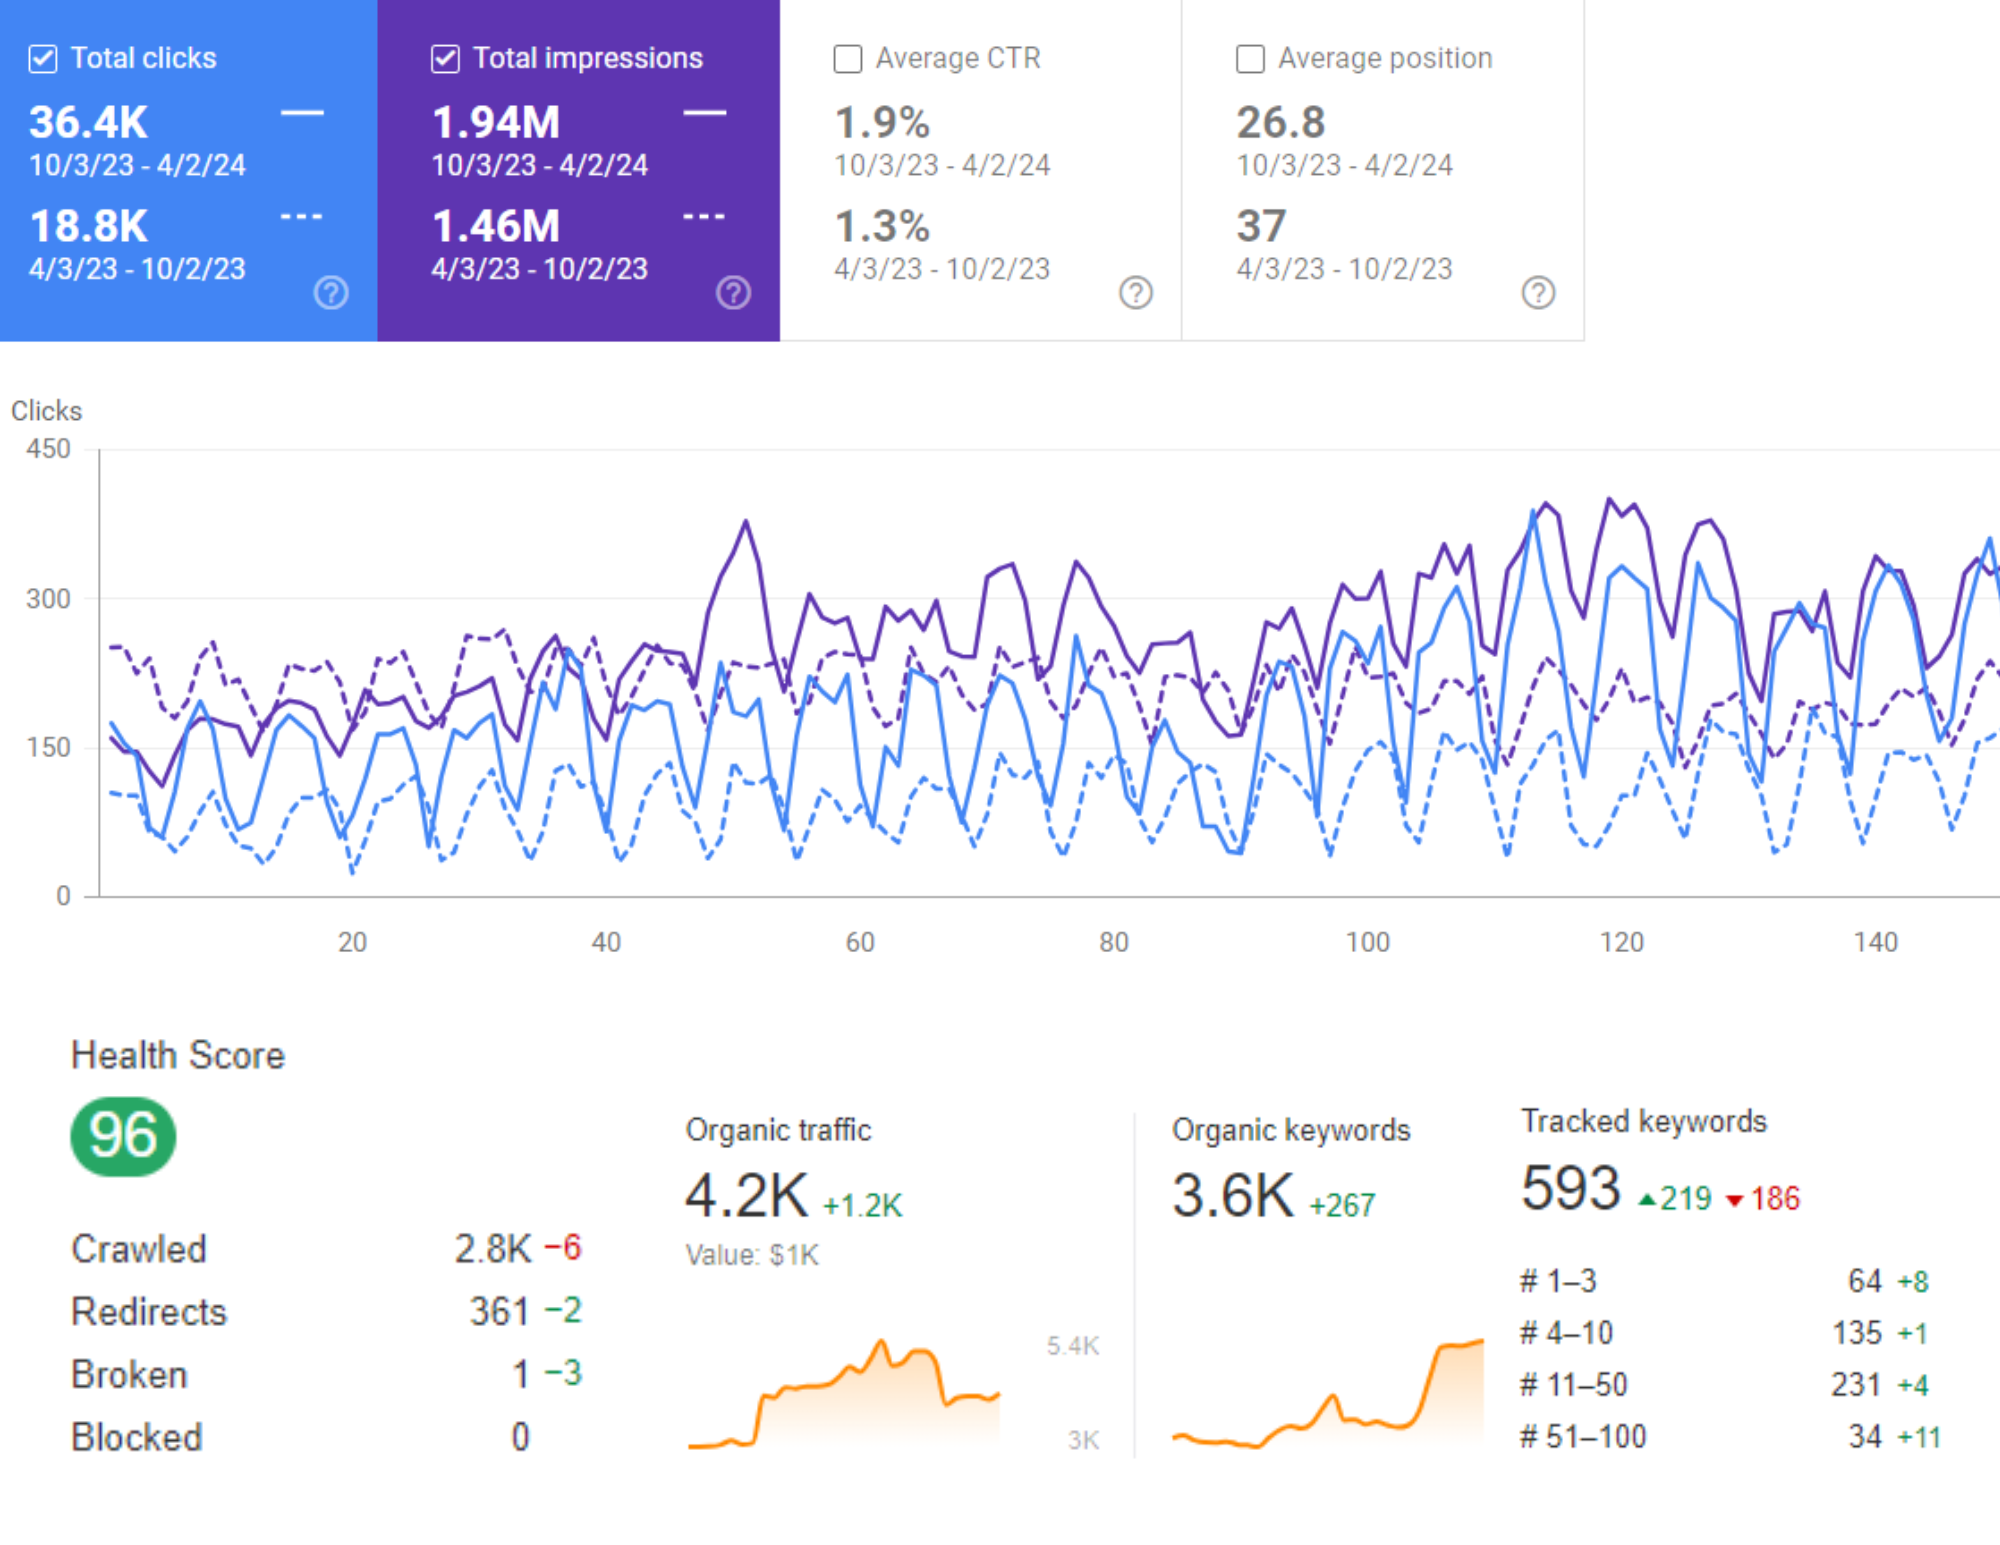 Total clicks
36.4K
10/3/23 - 4/2/24
18.8K
4/3/23 - 10/2/23
Total impressions
1.94M
10/3/23 - 4/2/24
1.46M
4/3/23 - 10/2/23
Average CTR
1.9%
10/3/23 - 4/2/24
1.3%
4/3/23 - 10/2/23
Average position
26.8
10/3/23 - 4/2/24
37
4/3/23 - 10/2/23
Clicks
450
300
150
0
20 40 60 80 100 120 140
Health Score
96
Crawled 2.8K −6
Redirects 361 −2
Broken 1 −3
Blocked 0
Organic traffic
4.2K +1.2K
Value: $1K
5.4K
3K
Organic keywords
3.6K +267
Tracked keywords
593 ▲219 ▼186
# 1–3 64 +8
# 4–10 135 +1
# 11–50 231 +4
# 51–100 34 +11